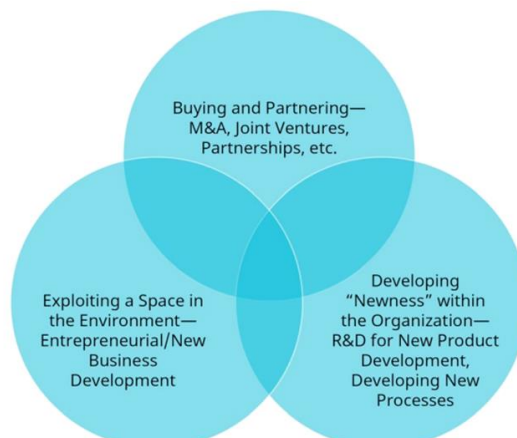 Buying and Partnering—
M&A, Joint Ventures,
Partnerships, etc.
Exploiting a Space in
the Environment—
Entrepreneurial/New
Business
Development
Developing
“Newness” within
the Organization—
R&D for New Product
Development,
Developing New
Processes